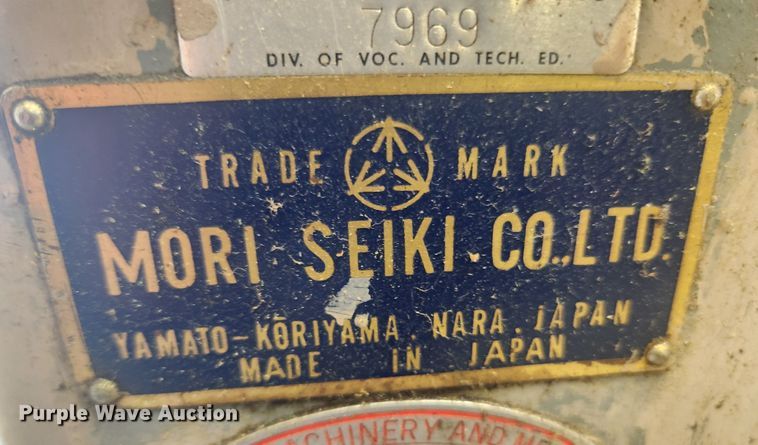 7969
DIV. OF VOC. AND TECH. ED.
TRADE MARK
MORI SEIKI CO.,LTD.
YAMATO-KŌRIYAMA. NARA. JAPAN
MADE IN JAPAN
MACHINERY AND
Purple Wave Auction